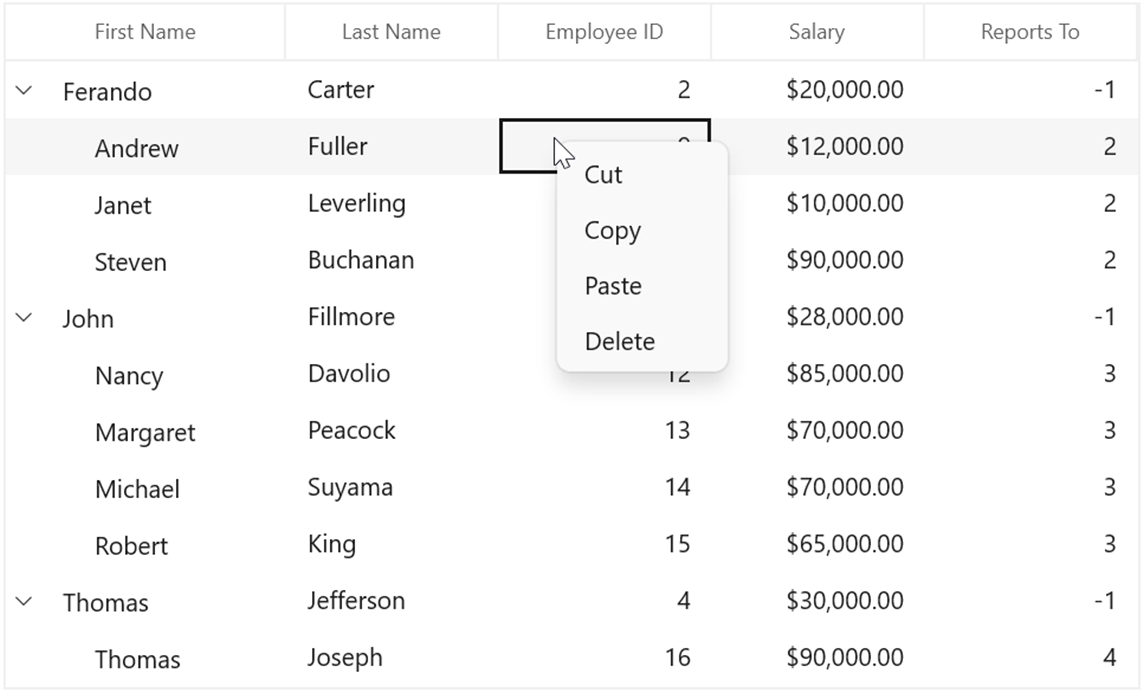 First Name Last Name Employee ID Salary Reports To
Ferando Carter 2 $20,000.00 -1
Andrew Fuller $12,000.00 2
Cut
Janet Leverling $10,000.00 2
Copy
Steven Buchanan $90,000.00 2
Paste
John Fillmore $28,000.00 -1
Delete
Nancy Davolio 12 $85,000.00 3
Margaret Peacock 13 $70,000.00 3
Michael Suyama 14 $70,000.00 3
Robert King 15 $65,000.00 3
Thomas Jefferson 4 $30,000.00 -1
Thomas Joseph 16 $90,000.00 4